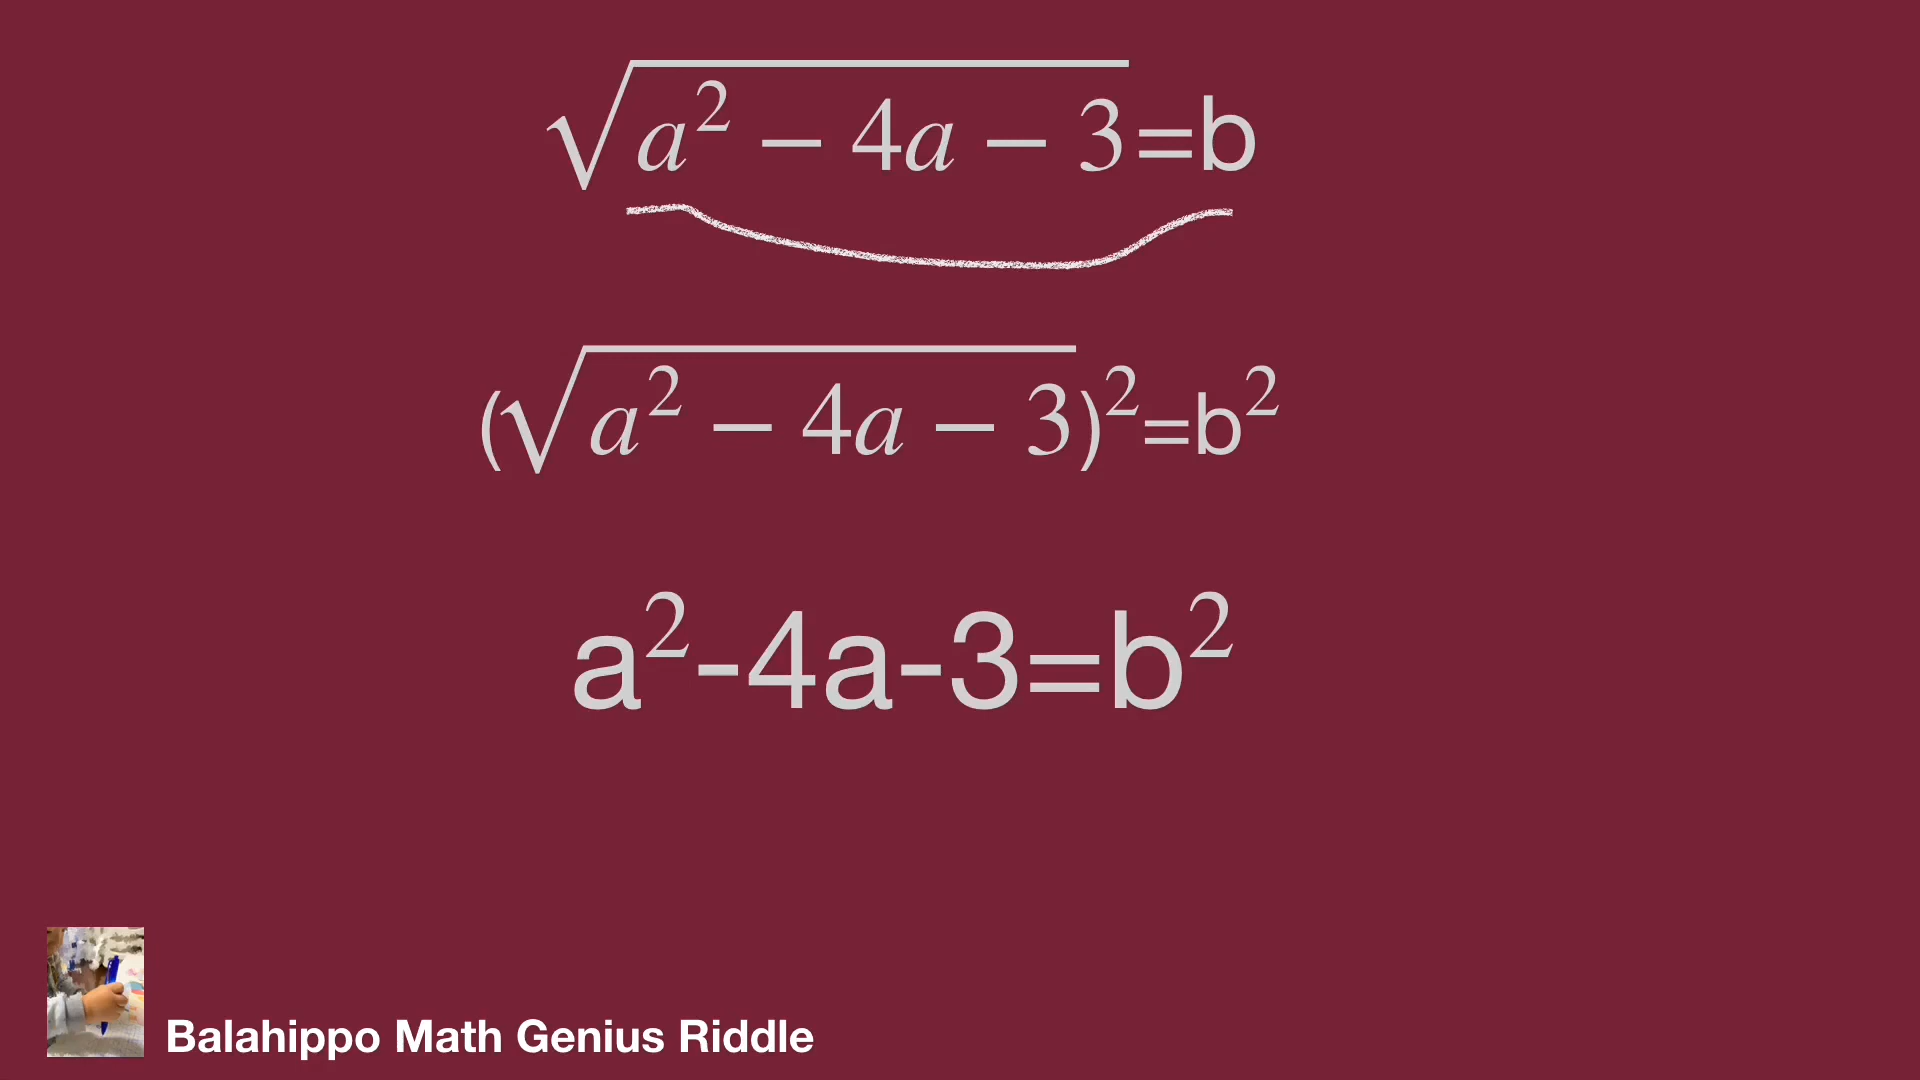 √(a² − 4a − 3)=b
(√(a² − 4a − 3))²=b²
a²-4a-3=b²
Balahippo Math Genius Riddle